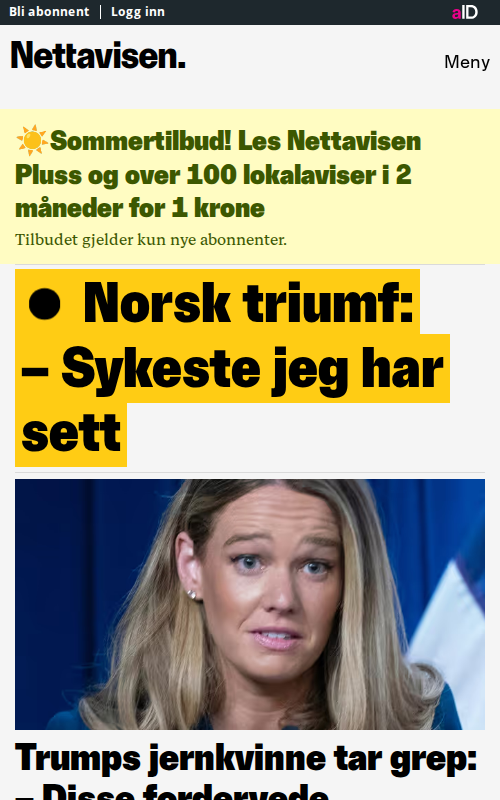 Bli abonnent
Logg inn
aID
Nettavisen.
Meny
Sommertilbud! Les Nettavisen
Pluss og over 100 lokalaviser i 2
måneder for 1 krone
Tilbudet gjelder kun nye abonnenter.
Norsk triumf:
– Sykeste jeg har
sett
Trumps jernkvinne tar grep:
– Disse fordervede